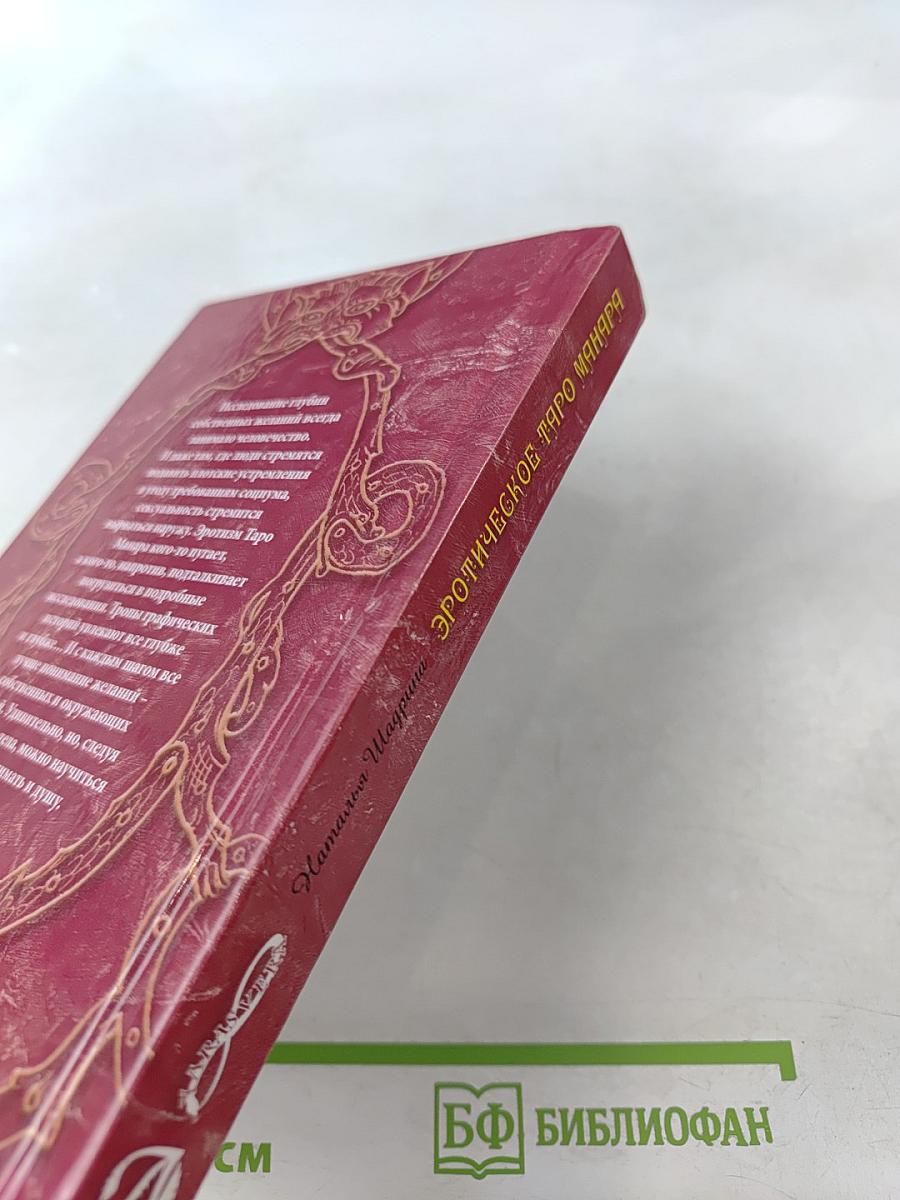 Исследование глубин
собственных желаний всегда
занимало человечество.
И даже там, где люди стремятся
подавить плотские устремления
в угоду требованиям социума,
сексуальность стремится
вырваться наружу. Эротизм Таро
Манара кого-то пугает,
а кого-то, напротив, подталкивает
погрузиться в подробные
исследования. Тропы графических
историй увлекают все глубже
и глубже... И с каждым шагом все
лучше понимание желаний –
собственных и окружающих
Удивительно, но, следуя
можно научиться
и душу.
ЭРОТИЧЕСКОЕ ТАРО МАНАРА
Наталья Шадрина
см
БФ БИБЛИОФАН